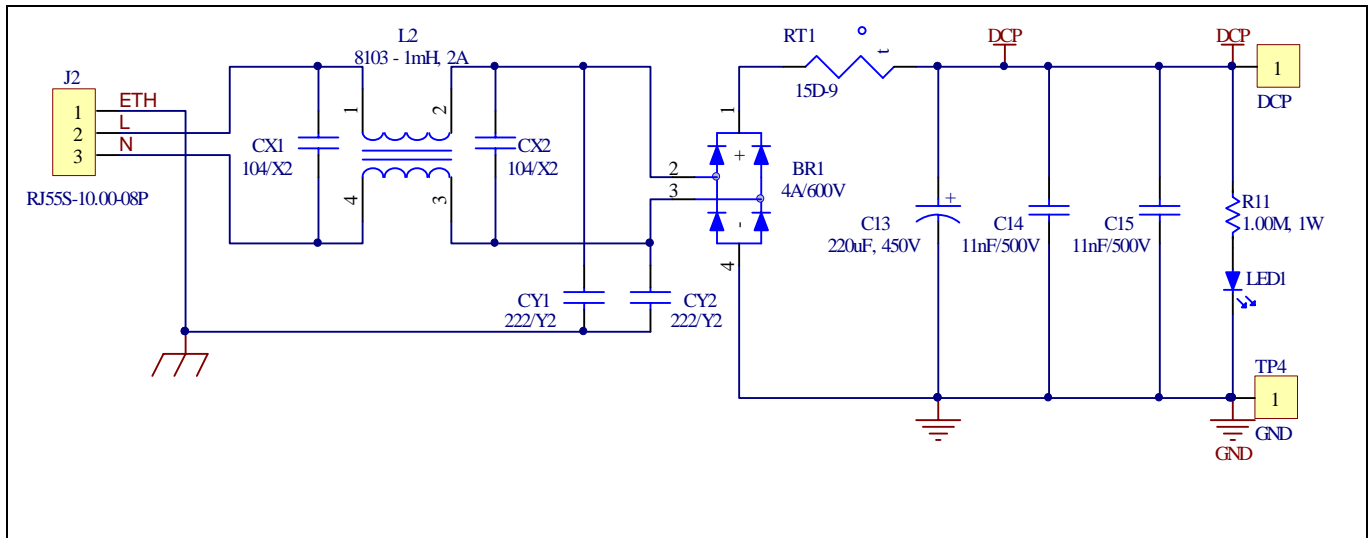 L2
8103 - 1mH, 2A
RT1
t
15D-9
DCP
DCP
1
DCP
J2
1
2
3
ETH
L
N
RJ55S-10.00-08P
CX1
104/X2
1
2
4
3
CX2
104/X2
2
3
1
4
+
-
BR1
4A/600V
+
C13
220uF, 450V
C14
11nF/500V
C15
11nF/500V
R11
1.00M, 1W
LED1
CY1
222/Y2
CY2
222/Y2
TP4
1
GND
GND